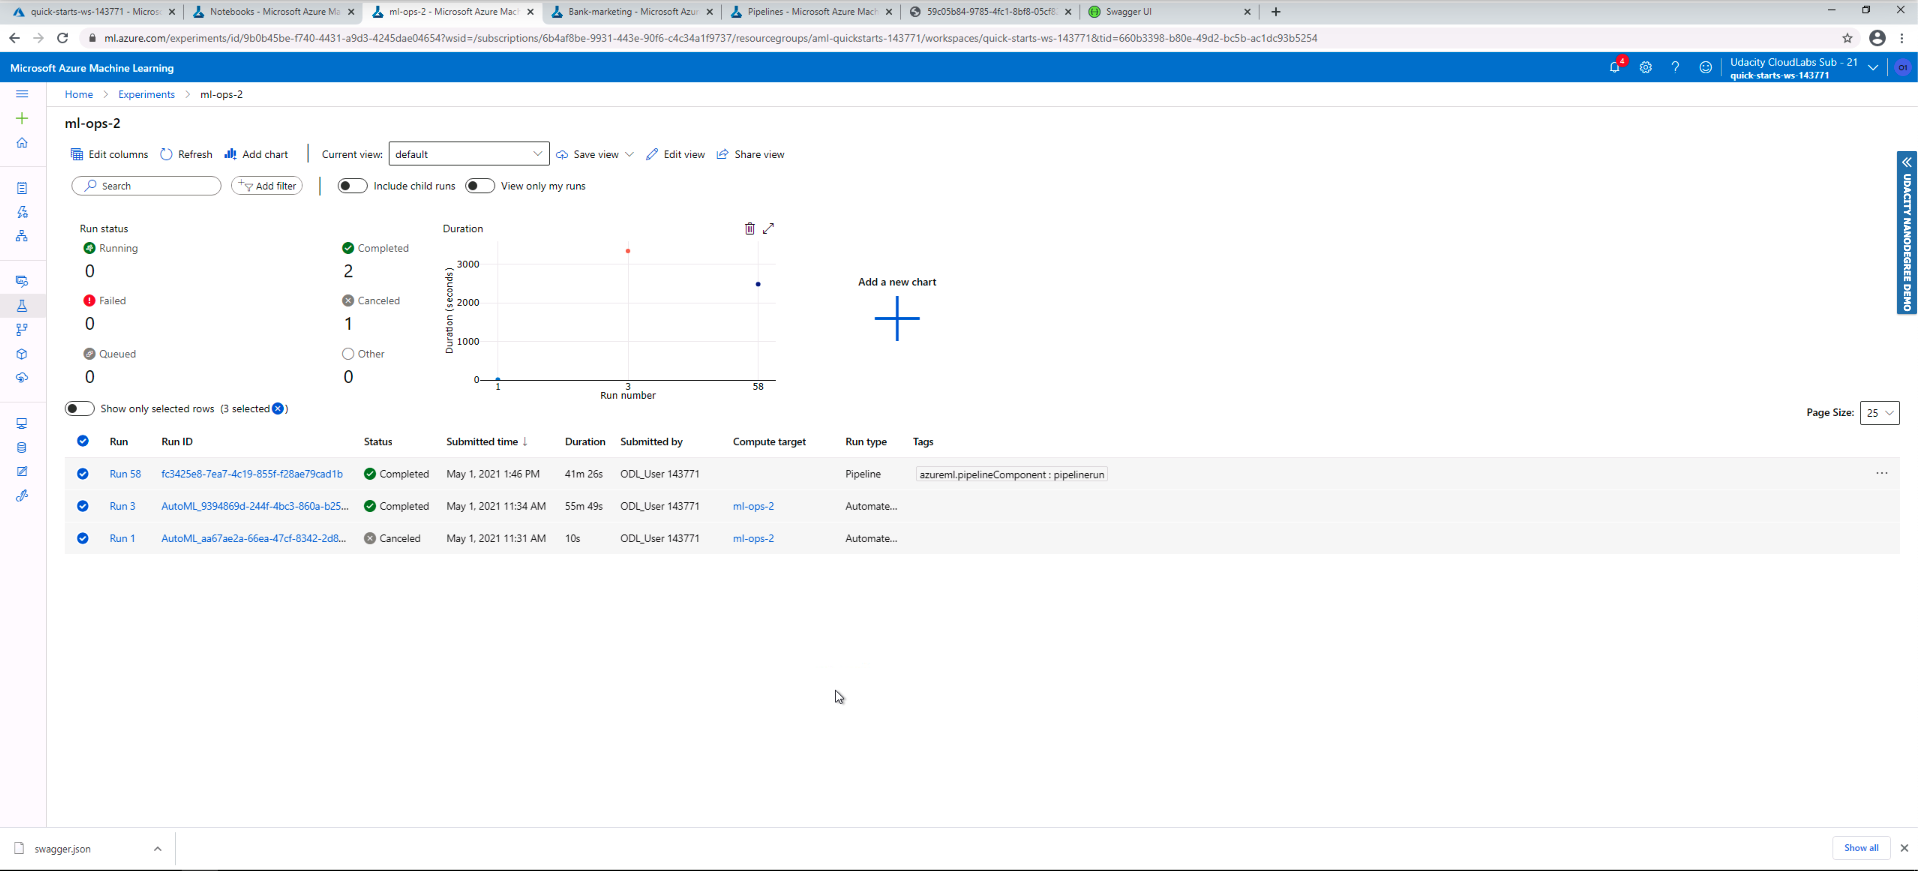 quick-starts-ws-143771 - Micros
Notebooks - Microsoft Azure Ma
ml-ops-2 - Microsoft Azure Mach
Bank-marketing - Microsoft Azur
Pipelines - Microsoft Azure Mach
59c05b84-9785-4fc1-8bf8-05cf8
Swagger UI
ml.azure.com/experiments/id/9b0b45be-f740-4431-a9d3-4245dae04654?wsid=/subscriptions/6b4af8be-9931-443e-90f6-c4c34a1f9737/resourcegroups/aml-quickstarts-143771/workspaces/quick-starts-ws-143771&tid=660b3398-b80e-49d2-bc5b-ac1dc93b5254
Microsoft Azure Machine Learning
4
Udacity CloudLabs Sub - 21
quick-starts-ws-143771
Home > Experiments > ml-ops-2
ml-ops-2
Edit columns Refresh Add chart Current view: default Save view Edit view Share view
Search Add filter Include child runs View only my runs
UDACITY NANODEGREE DEMO
Run status
Running
0
Completed
2
Failed
0
Canceled
1
Queued
0
Other
0
Duration
Duration (seconds)
3000
2000
1000
0
1 3 58
Run number
Add a new chart
Show only selected rows (3 selected )
Page Size: 25
Run Run ID Status Submitted time ↓ Duration Submitted by Compute target Run type Tags
Run 58 fc3425e8-7ea7-4c19-855f-f28ae79cad1b Completed May 1, 2021 1:46 PM 41m 26s ODL_User 143771 Pipeline azureml.pipelineComponent : pipelinerun ...
Run 3 AutoML_9394869d-244f-4bc3-860a-b25... Completed May 1, 2021 11:34 AM 55m 49s ODL_User 143771 ml-ops-2 Automate...
Run 1 AutoML_aa67ae2a-66ea-47cf-8342-2d8... Canceled May 1, 2021 11:31 AM 10s ODL_User 143771 ml-ops-2 Automate...
swagger.json
Show all